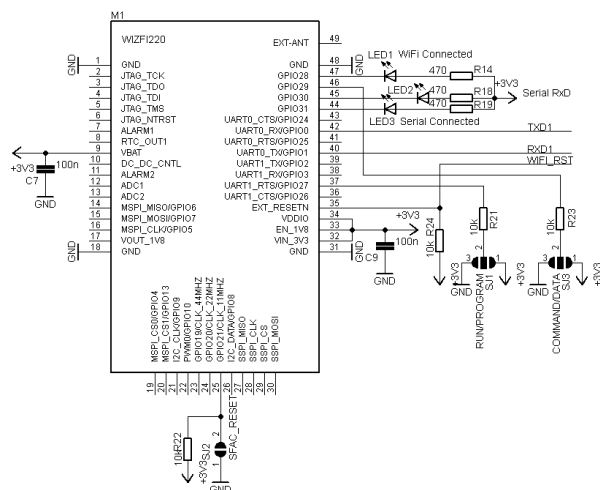 M1
WIZFI220
EXT-ANT 49
GND 1 GND
JTAG_TCK 2
JTAG_TDO 3
JTAG_TDI 4
JTAG_TMS 5
JTAG_NTRST 6
ALARM1 7
RTC_OUT1 8
VBAT 9
DC_DC_CNTL 10
ALARM2 11
ADC1 12
ADC2 13
MSPI_MISO/GPIO6 14
MSPI_MOSI/GPIO7 15
MSPI_CLK/GPIO5 16
VOUT_1V8 17
GND 18 GND
+3V3
100n
C7
GND
GND 48 GND
GPIO28 47
GPIO29 46
GPIO30 45
GPIO31 44
UART0_CTS/GPIO24 43
UART0_RX/GPIO0 42
UART0_RTS/GPIO25 41
UART0_TX/GPIO1 40
UART1_TX/GPIO2 39
UART1_RX/GPIO3 38
UART1_RTS/GPIO27 37
UART1_CTS/GPIO26 36
EXT_RESETN 35
VDDIO 34
EN_1V8 33
VIN_3V3 32
GND 31
LED1 WiFi Connected
470 R14
+3V3
LED2 470 R18
Serial RxD
470 R19
LED3 Serial Connected
TXD1
RXD1
WIFI_RST
+3V3
100n
C9
GND
10k
R24
+3V3
10k
R21
2
3 1
GND SJ1 +3V3
RUN/PROGRAM
10k
R23
2
3 1
GND SJ3 +3V3
COMMAND/DATA
MSPI_CS0/GPIO4 19
MSPI_CS1/GPIO13 20
I2C_CLK/GPIO9 21
PWM0/GPIO10 22
GPIO19/CLK_44MHZ 23
GPIO20/CLK_22MHZ 24
GPIO21/CLK_11MHZ 25
I2C_DATA/GPIO8 26
SSPI_MISO 27
SSPI_CLK 28
SSPI_CS 29
SSPI_MOSI 30
10k
R22
+3V3
SJ2
2
1
SFAC_RESET
GND